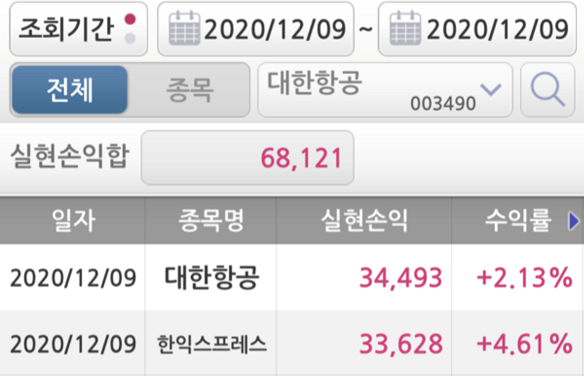 조회기간 2020/12/09 ~ 2020/12/09
전체 종목 대한항공 003490
실현손익합 68,121
일자 종목명 실현손익 수익률
2020/12/09 대한항공 34,493 +2.13%
2020/12/09 한익스프레스 33,628 +4.61%